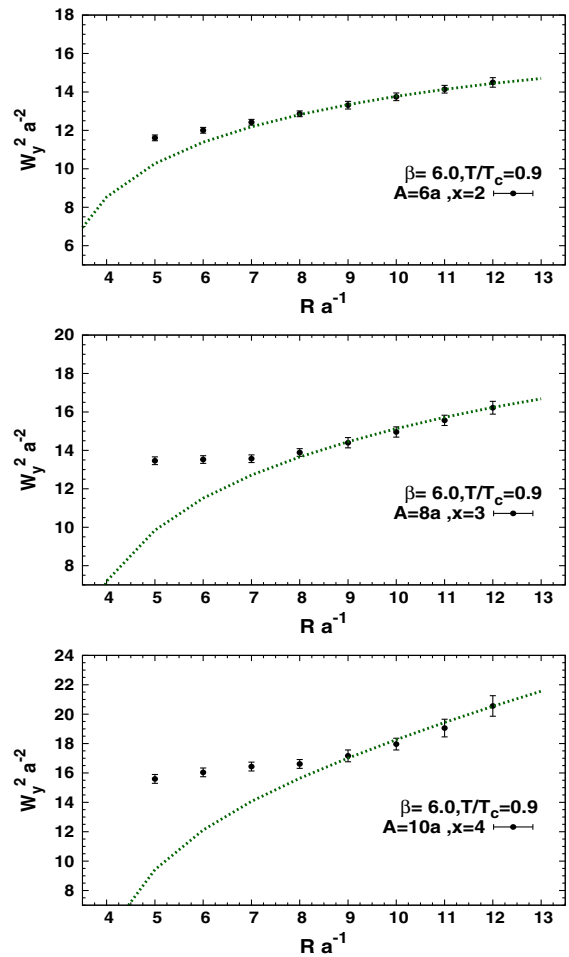 18
16
14
12
10
8
6
W_y^2 a^-2
β= 6.0,T/T_c=0.9
A=6a ,x=2
4 5 6 7 8 9 10 11 12 13
R a^-1
20
18
16
14
12
10
8
W_y^2 a^-2
β= 6.0,T/T_c=0.9
A=8a ,x=3
4 5 6 7 8 9 10 11 12 13
R a^-1
24
22
20
18
16
14
12
10
8
W_y^2 a^-2
β= 6.0,T/T_c=0.9
A=10a ,x=4
4 5 6 7 8 9 10 11 12 13
R a^-1